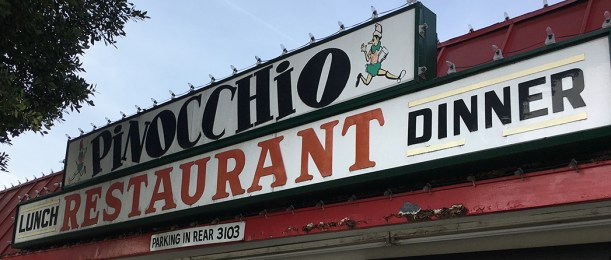 PiNOCCHiO
LUNCH RESTAURANT DINNER
PARKING IN REAR 3103